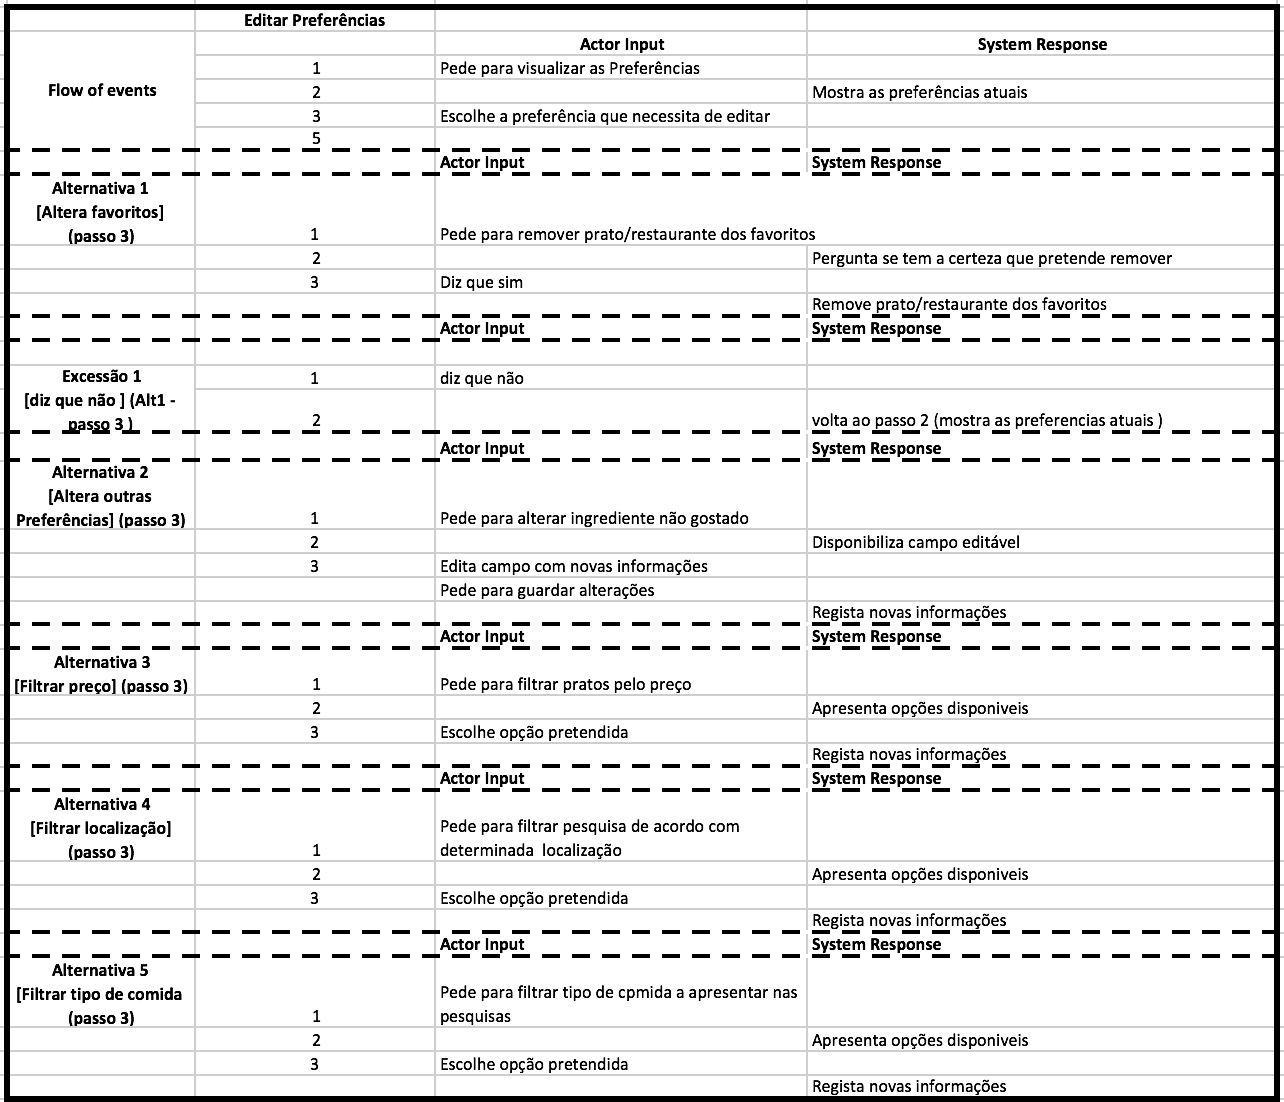 Editar Preferências
Actor Input System Response
Flow of events
1 Pede para visualizar as Preferências
2 Mostra as preferências atuais
3 Escolhe a preferência que necessita de editar
5
Actor Input System Response
Alternativa 1
[Altera favoritos]
(passo 3)
1 Pede para remover prato/restaurante dos favoritos
2 Pergunta se tem a certeza que pretende remover
3 Diz que sim
Remove prato/restaurante dos favoritos
Actor Input System Response
Excessão 1
[diz que não ] (Alt1 -
passo 3 )
1 diz que não
2 volta ao passo 2 (mostra as preferencias atuais )
Actor Input System Response
Alternativa 2
[Altera outras
Preferências] (passo 3)
1 Pede para alterar ingrediente não gostado
2 Disponibiliza campo editável
3 Edita campo com novas informações
Pede para guardar alterações
Regista novas informações
Actor Input System Response
Alternativa 3
[Filtrar preço] (passo 3)
1 Pede para filtrar pratos pelo preço
2 Apresenta opções disponiveis
3 Escolhe opção pretendida
Regista novas informações
Actor Input System Response
Alternativa 4
[Filtrar localização]
(passo 3)
Pede para filtrar pesquisa de acordo com
1 determinada  localização
2 Apresenta opções disponiveis
3 Escolhe opção pretendida
Regista novas informações
Actor Input System Response
Alternativa 5
[Filtrar tipo de comida
(passo 3)
Pede para filtrar tipo de cpmida a apresentar nas
1 pesquisas
2 Apresenta opções disponiveis
3 Escolhe opção pretendida
Regista novas informações